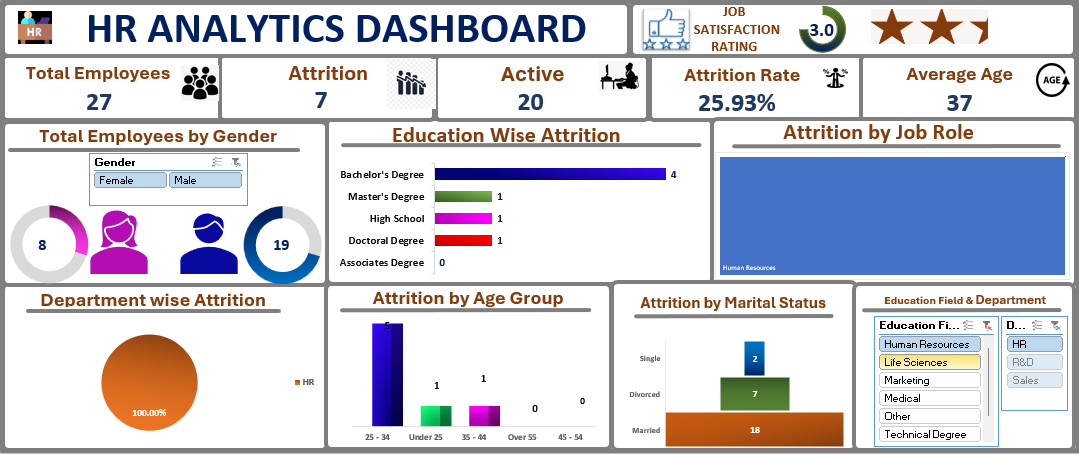 HR
HR ANALYTICS DASHBOARD
JOB
SATISFACTION
RATING
3.0
Total Employees
27
Attrition
7
Active
20
Attrition Rate
25.93%
Average Age
37
AGE
Total Employees by Gender
Gender
Female
Male
8
19
Education Wise Attrition
Bachelor's Degree 4
Master's Degree 1
High School 1
Doctoral Degree 1
Associates Degree 0
Attrition by Job Role
Human Resources
Department wise Attrition
100.00%
HR
Attrition by Age Group
5
1
1
0
0
25 - 34
Under 25
35 - 44
Over 55
45 - 54
Attrition by Marital Status
Single 2
Divorced 7
Married 18
Education Field & Department
Education Fi...
Human Resources
Life Sciences
Marketing
Medical
Other
Technical Degree
D...
HR
R&D
Sales